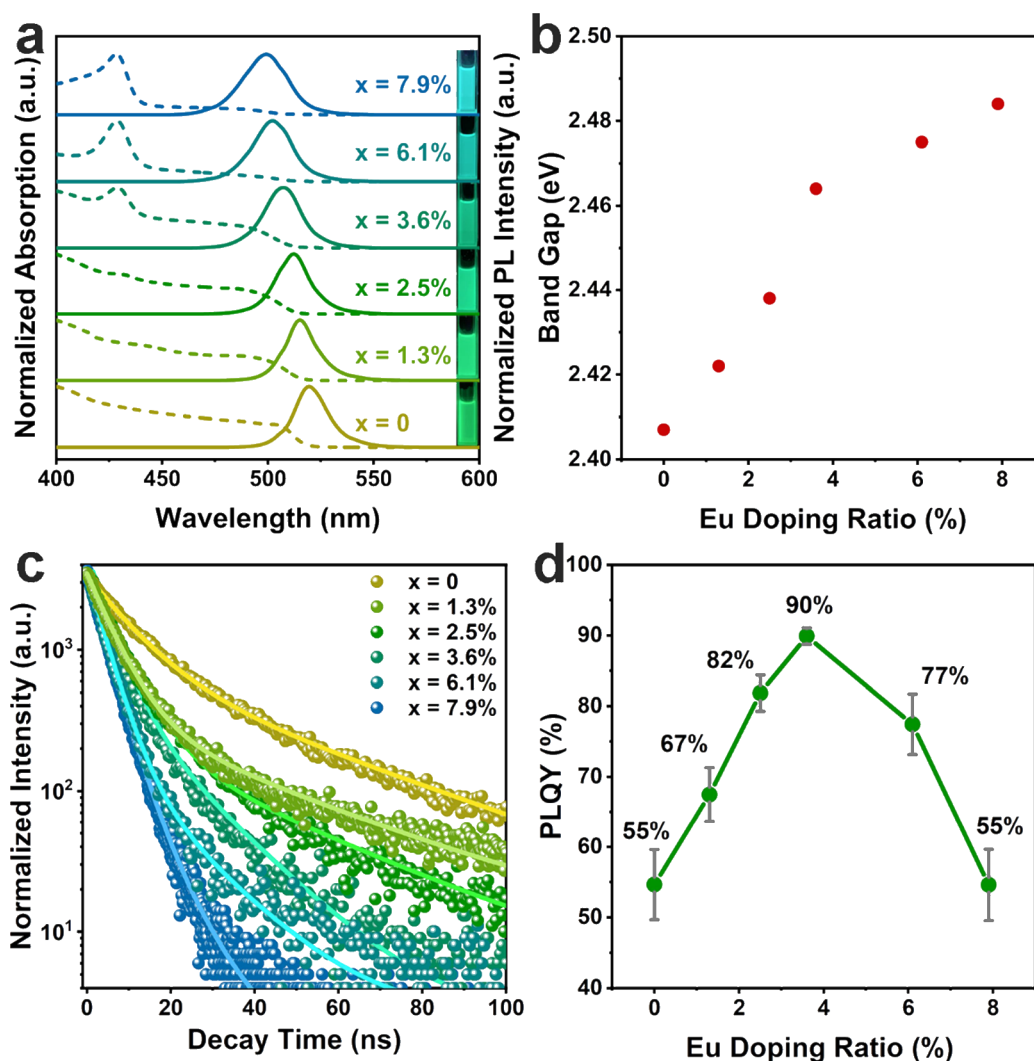 a
Normalized Absorption (a.u.)
Normalized PL Intensity (a.u.)
x = 7.9%
x = 6.1%
x = 3.6%
x = 2.5%
x = 1.3%
x = 0
400 450 500 550 600
Wavelength (nm)
b
Band Gap (eV)
2.50
2.48
2.46
2.44
2.42
2.40
0 2 4 6 8
Eu Doping Ratio (%)
c
Normalized Intensity (a.u.)
10³
10²
10¹
x = 0
x = 1.3%
x = 2.5%
x = 3.6%
x = 6.1%
x = 7.9%
0 20 40 60 80 100
Decay Time (ns)
d
PLQY (%)
100
90
80
70
60
50
40
55%
67%
82%
90%
77%
55%
0 2 4 6 8
Eu Doping Ratio (%)